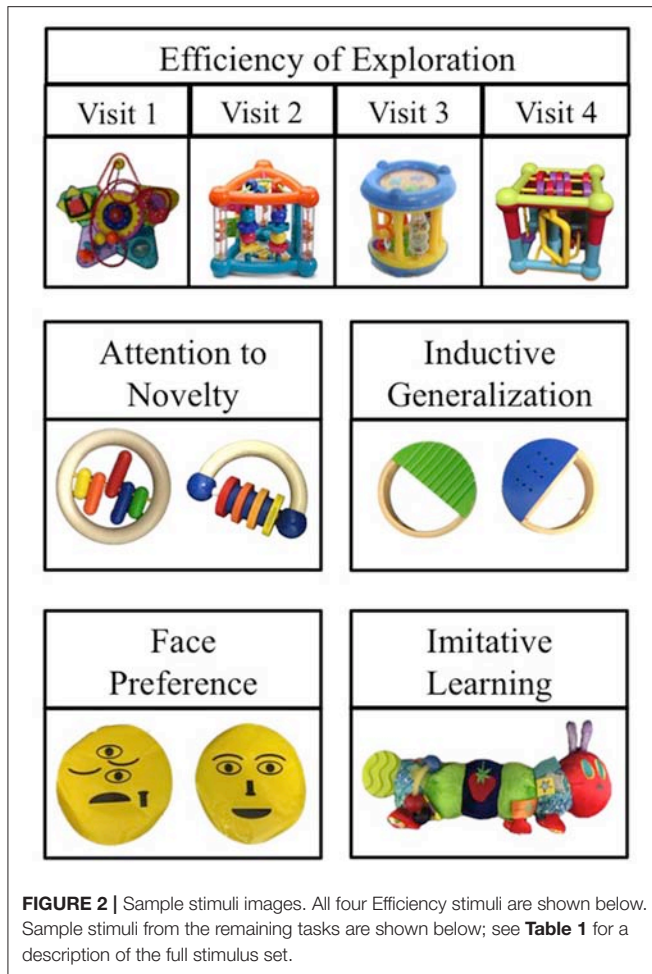 Efficiency of Exploration
Visit 1 Visit 2 Visit 3 Visit 4
Attention to
Novelty
Inductive
Generalization
Face
Preference
Imitative
Learning
FIGURE 2 | Sample stimuli images. All four Efficiency stimuli are shown below.
Sample stimuli from the remaining tasks are shown below; see Table 1 for a
description of the full stimulus set.